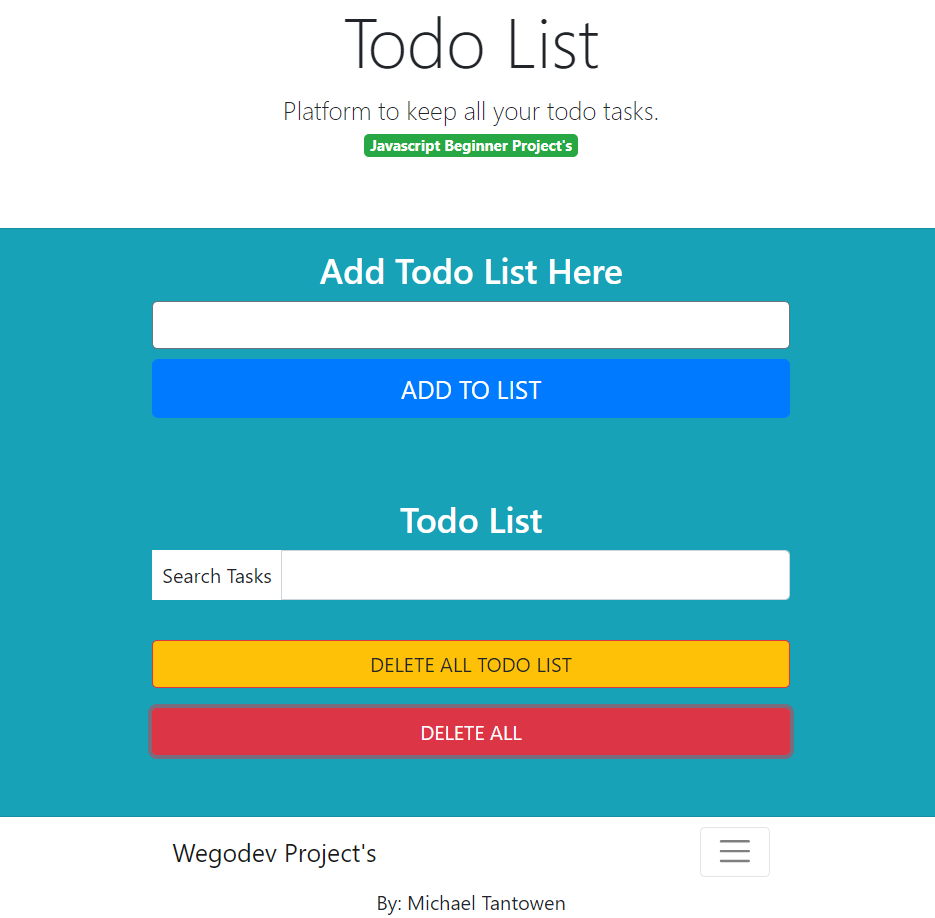 Todo List
Platform to keep all your todo tasks.
Javascript Beginner Project's
Add Todo List Here
ADD TO LIST
Todo List
Search Tasks
DELETE ALL TODO LIST
DELETE ALL
Wegodev Project's
By: Michael Tantowen